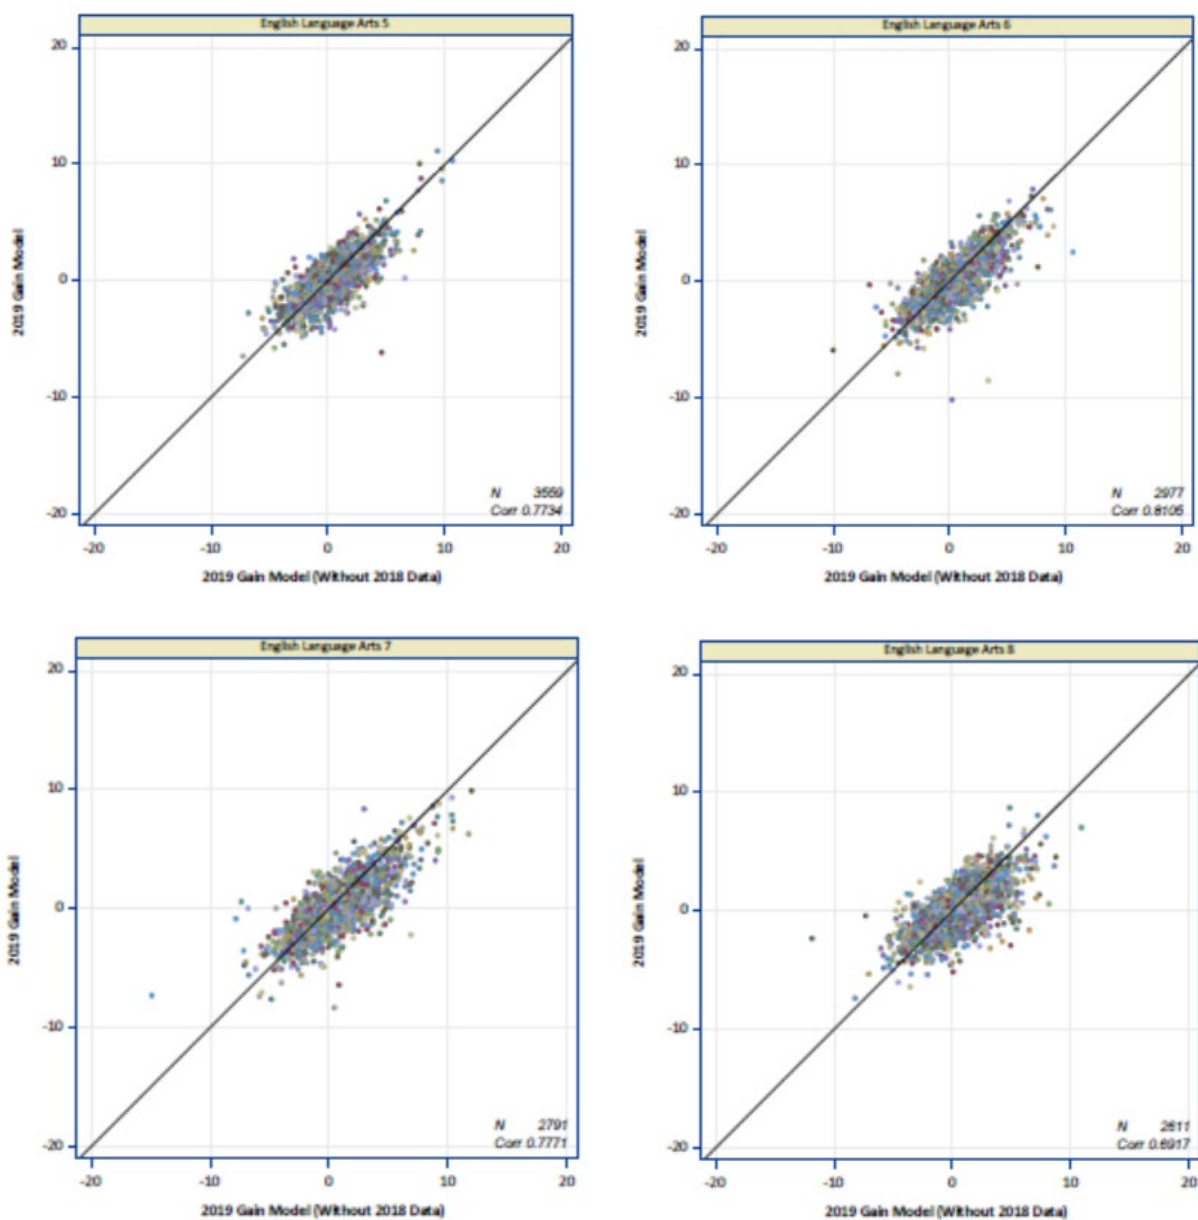 English Language Arts 5
20
10
0
-10
-20
2019 Gain Model
N 3559
Corr 0.7734
-20 -10 0 10 20
2019 Gain Model (Without 2018 Data)
English Language Arts 6
20
10
0
-10
-20
2019 Gain Model
N 2977
Corr 0.8105
-20 -10 0 10 20
2019 Gain Model (Without 2018 Data)
English Language Arts 7
20
10
0
-10
-20
2019 Gain Model
N 2791
Corr 0.7771
-20 -10 0 10 20
2019 Gain Model (Without 2018 Data)
English Language Arts 8
20
10
0
-10
-20
2019 Gain Model
N 2611
Corr 0.6917
-20 -10 0 10 20
2019 Gain Model (Without 2018 Data)